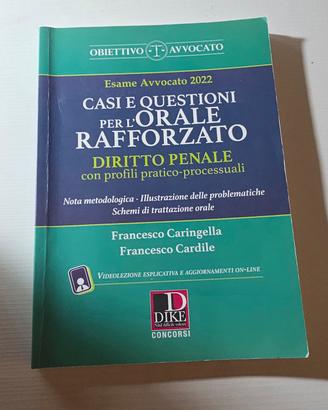 OBIETTIVO AVVOCATO
Esame Avvocato 2022
CASI E QUESTIONI
PER L'ORALE
RAFFORZATO
DIRITTO PENALE
con profili pratico-processuali
Nota metodologica - Illustrazione delle problematiche
Schemi di trattazione orale
Francesco Caringella
Francesco Cardile
VIDEOLEZIONE ESPLICATIVA E AGGIORNAMENTI ON-LINE
D
DIKE
CONCORSI